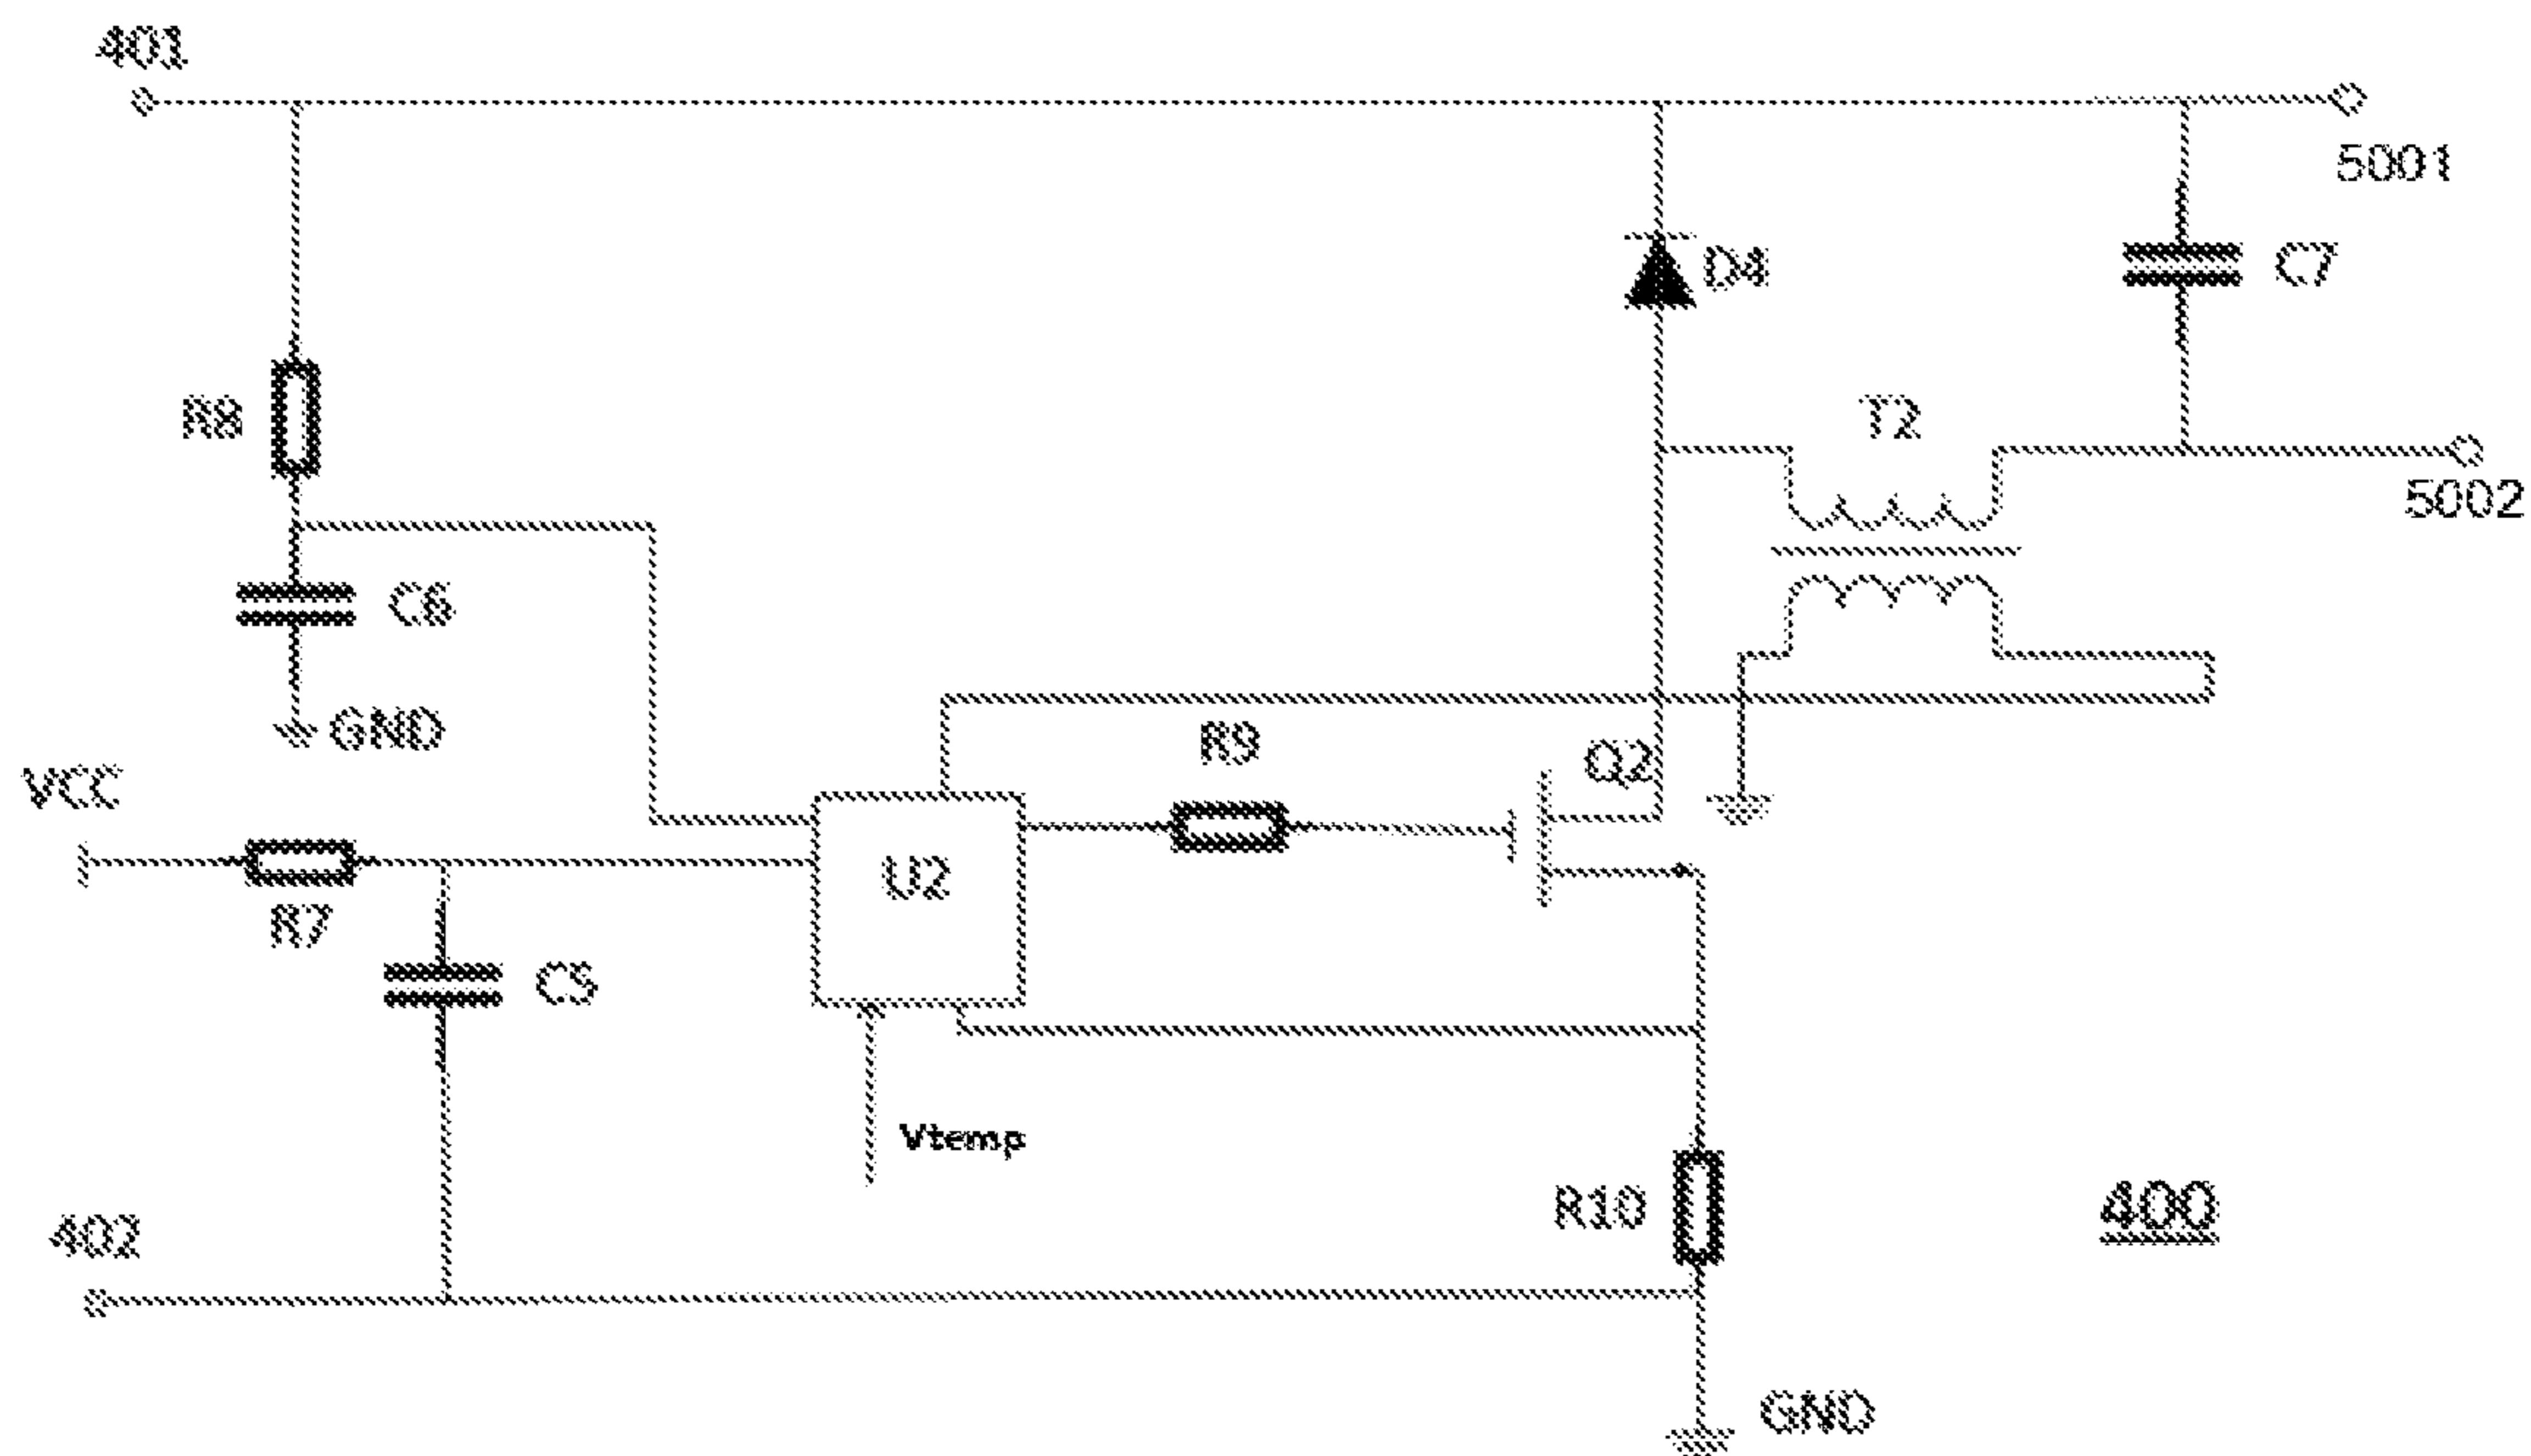 401
5001
D4
C7
R8
T2
5002
C6
GND
R9
Q2
VCC
U2
R7
C5
Vtemp
R10
400
402
GND